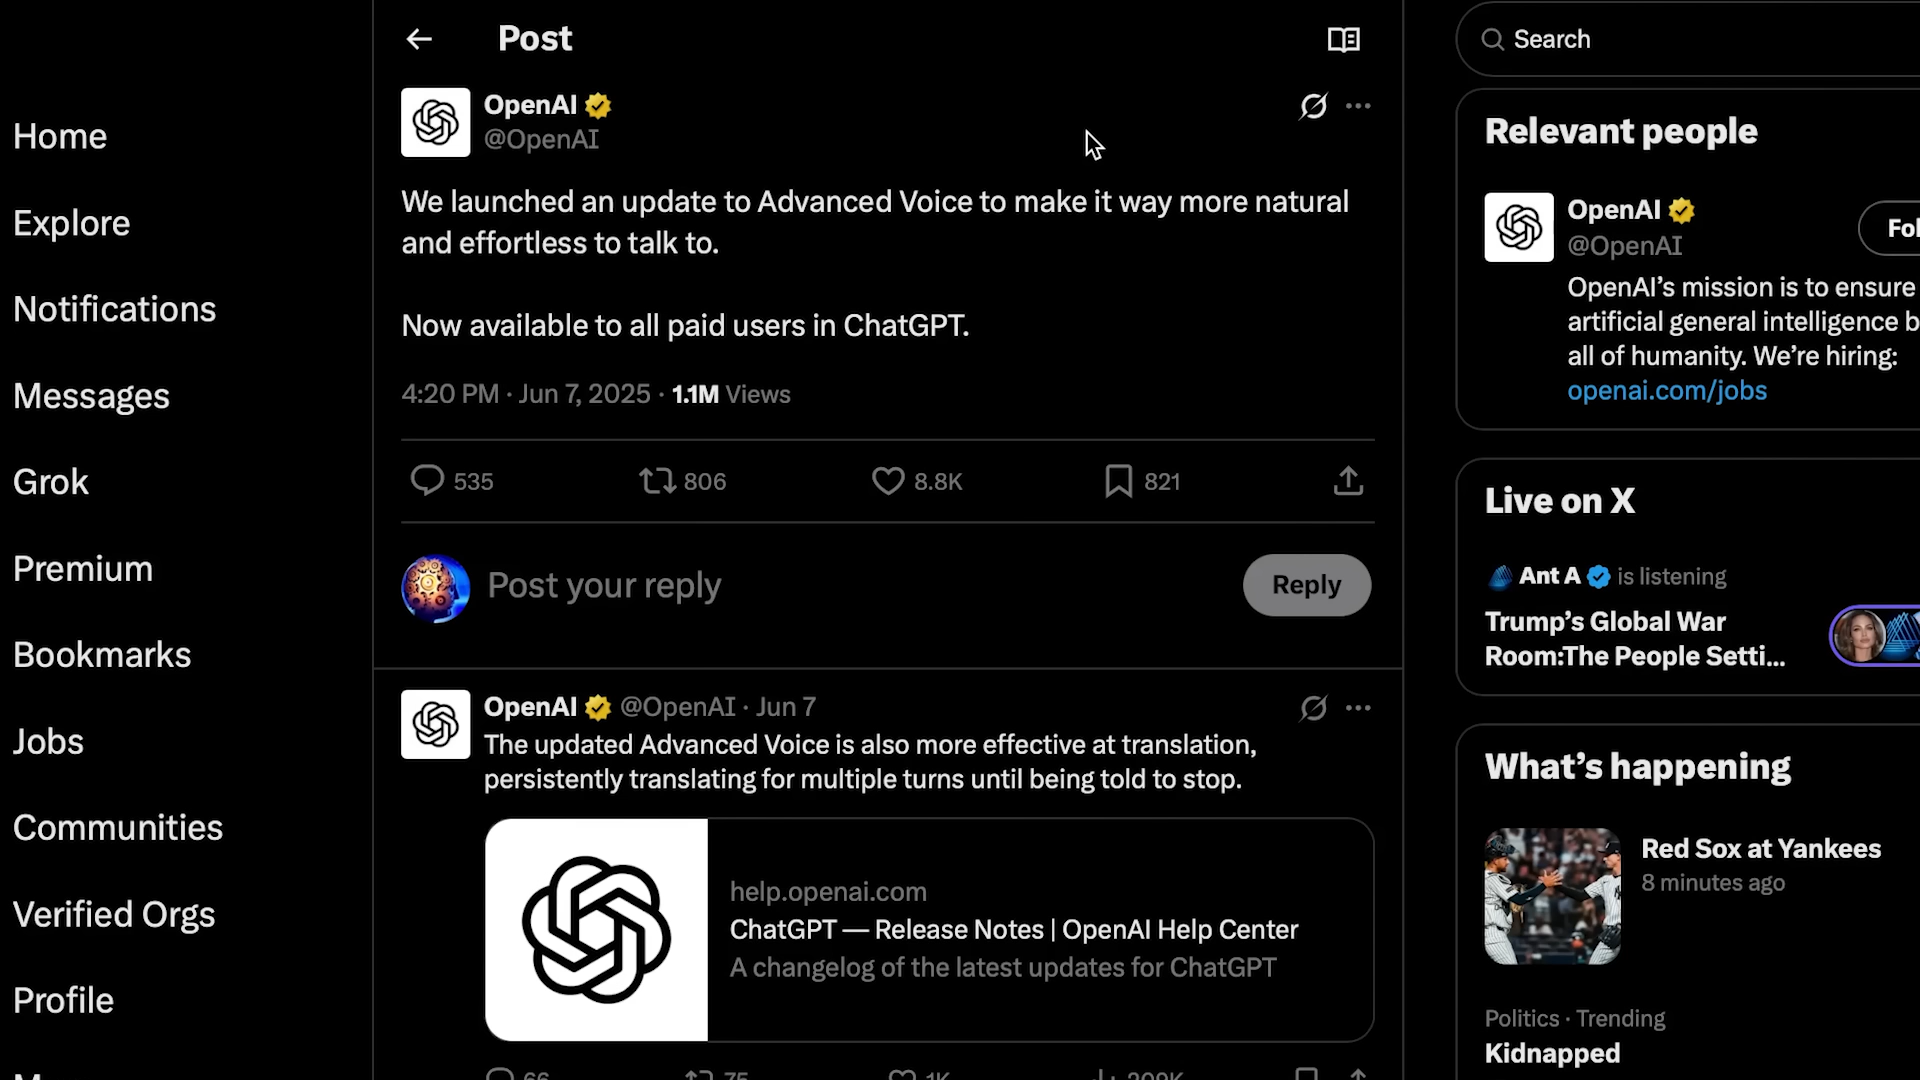 Home
Explore
Notifications
Messages
Grok
Premium
Bookmarks
Jobs
Communities
Verified Orgs
Profile
Post
OpenAI
@OpenAI
We launched an update to Advanced Voice to make it way more natural
and effortless to talk to.
Now available to all paid users in ChatGPT.
4:20 PM · Jun 7, 2025 · 1.1M Views
535 806 8.8K 821
Post your reply
Reply
OpenAI @OpenAI · Jun 7
The updated Advanced Voice is also more effective at translation,
persistently translating for multiple turns until being told to stop.
help.openai.com
ChatGPT — Release Notes | OpenAI Help Center
A changelog of the latest updates for ChatGPT
66 75 1K 209K
Search
Relevant people
OpenAI
@OpenAI
Fol
OpenAI’s mission is to ensure
artificial general intelligence b
all of humanity. We’re hiring:
openai.com/jobs
Live on X
Ant A is listening
Trump’s Global War
Room:The People Setti...
What’s happening
Red Sox at Yankees
8 minutes ago
Politics · Trending
Kidnapped